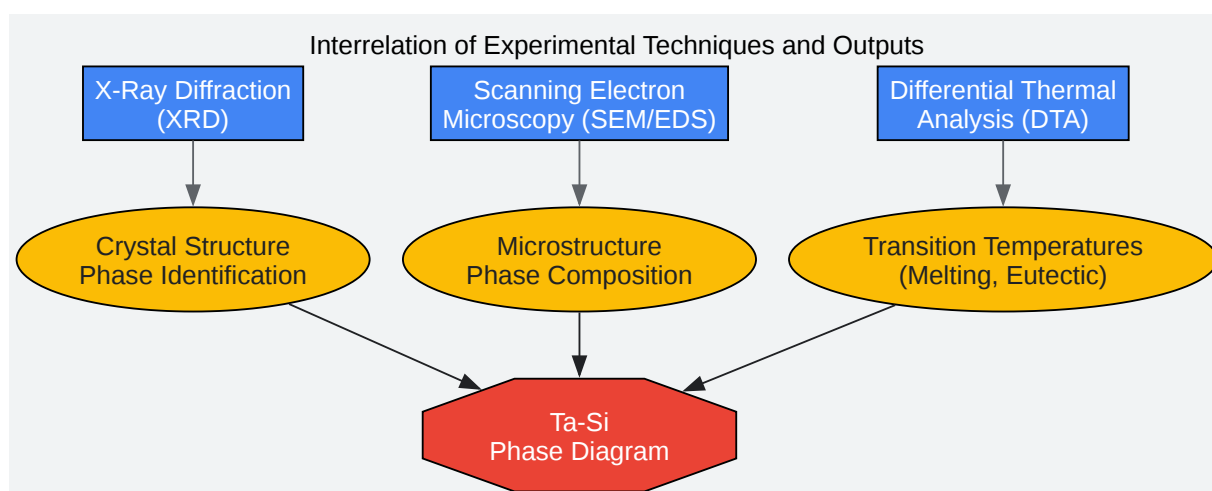 Interrelation of Experimental Techniques and Outputs
X-Ray Diffraction
(XRD)
Scanning Electron
Microscopy (SEM/EDS)
Differential Thermal
Analysis (DTA)
Crystal Structure
Phase Identification
Microstructure
Phase Composition
Transition Temperatures
(Melting, Eutectic)
Ta-Si
Phase Diagram